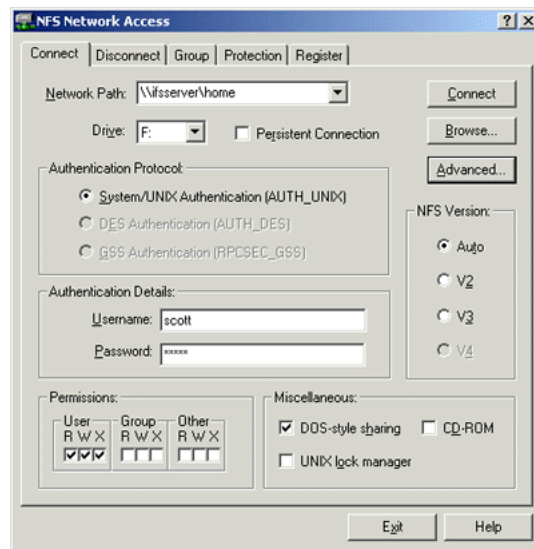 NFS Network Access
Connect Disconnect Group Protection Register
Network Path: \\ifsserver\home Connect
Drive: F: Persistent Connection Browse...
Advanced...
Authentication Protocol:
System/UNIX Authentication (AUTH_UNIX)
DES Authentication (AUTH_DES)
GSS Authentication (RPCSEC_GSS)
NFS Version:
Auto
V2
V3
V4
Authentication Details:
Username: scott
Password: xxxxx
Permissions:
User Group Other
R W X R W X R W X
Miscellaneous:
DOS-style sharing CD-ROM
UNIX lock manager
Exit Help